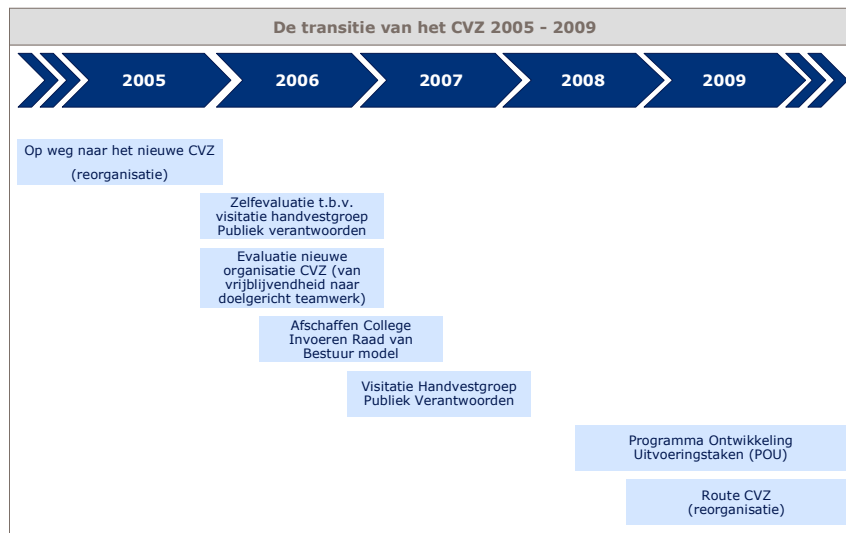 De transitie van het CVZ 2005 - 2009
2005
2006
2007
2008
2009
Op weg naar het nieuwe CVZ
(reorganisatie)
Zelfevaluatie t.b.v.
visitatie handvestgroep
Publiek verantwoorden
Evaluatie nieuwe
organisatie CVZ (van
vrijblijvendheid naar
doelgericht teamwerk)
Afschaffen College
Invoeren Raad van
Bestuur model
Visitatie Handvestgroep
Publiek Verantwoorden
Programma Ontwikkeling
Uitvoeringstaken (POU)
Route CVZ
(reorganisatie)